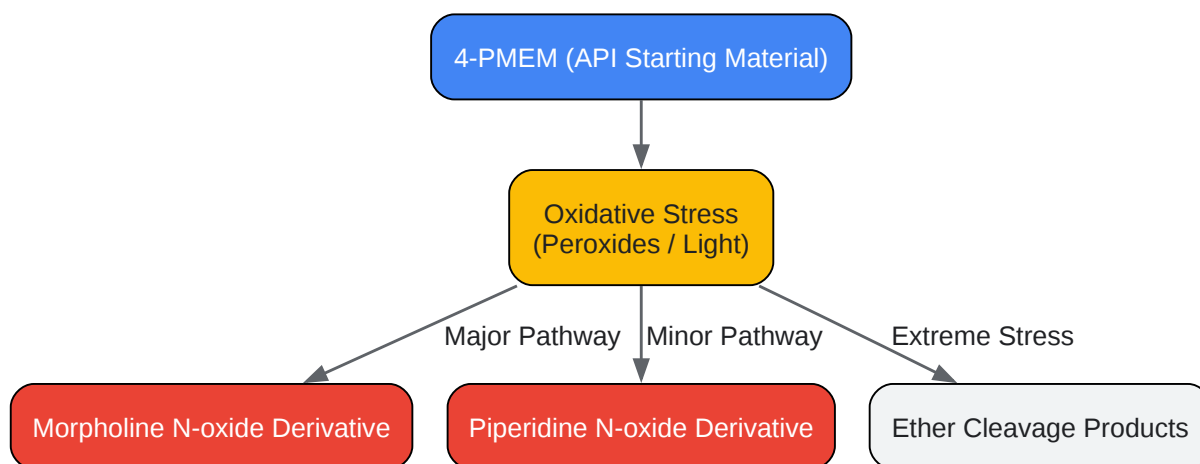 4-PMEM (API Starting Material)
Oxidative Stress
(Peroxides / Light)
Major Pathway
Minor Pathway
Extreme Stress
Morpholine N-oxide Derivative
Piperidine N-oxide Derivative
Ether Cleavage Products